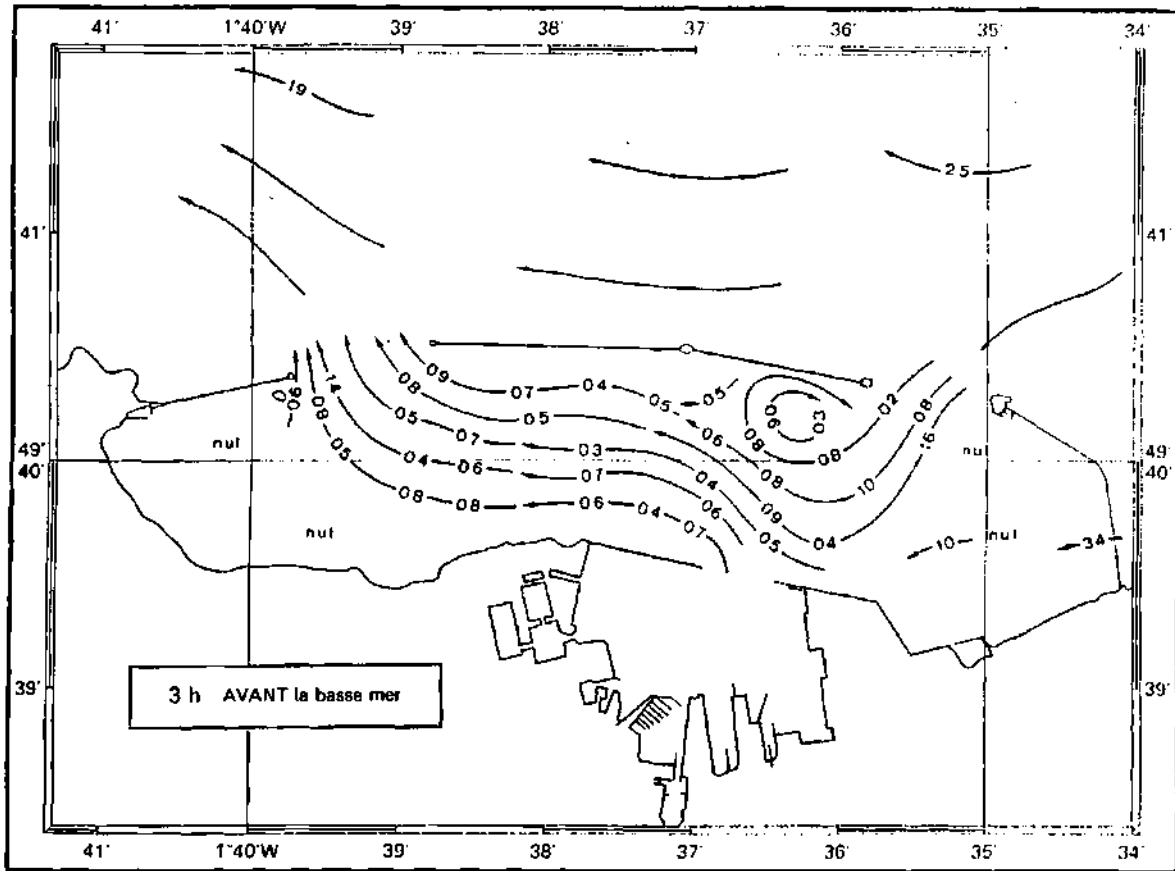 41' 1°40'W 39 38 37 36 35 34'
19
25
41' 41'
09 07 04 05 05
08 05 06 08 06 03 08 02 08 16
14 05 07 03 04 09 10
06 08 05 04 06 07 06 05 04
08 08 06 04 07
nul nul
49° 49°
40' 40'
nul 10 nul 34
39' 39'
3 h AVANT la basse mer
41' 1°40'W 39 38 37 36 35 34'